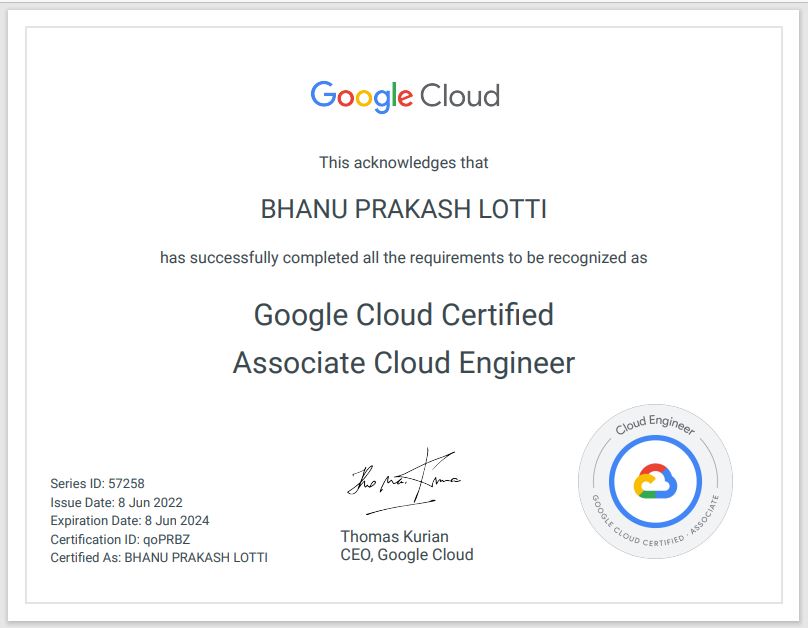 Google Cloud
This acknowledges that
BHANU PRAKASH LOTTI
has successfully completed all the requirements to be recognized as
Google Cloud Certified
Associate Cloud Engineer
Series ID: 57258
Issue Date: 8 Jun 2022
Expiration Date: 8 Jun 2024
Certification ID: qoPRBZ
Certified As: BHANU PRAKASH LOTTI
Thomas Kurian
CEO, Google Cloud
Cloud Engineer
GOOGLE CLOUD CERTIFIED · ASSOCIATE